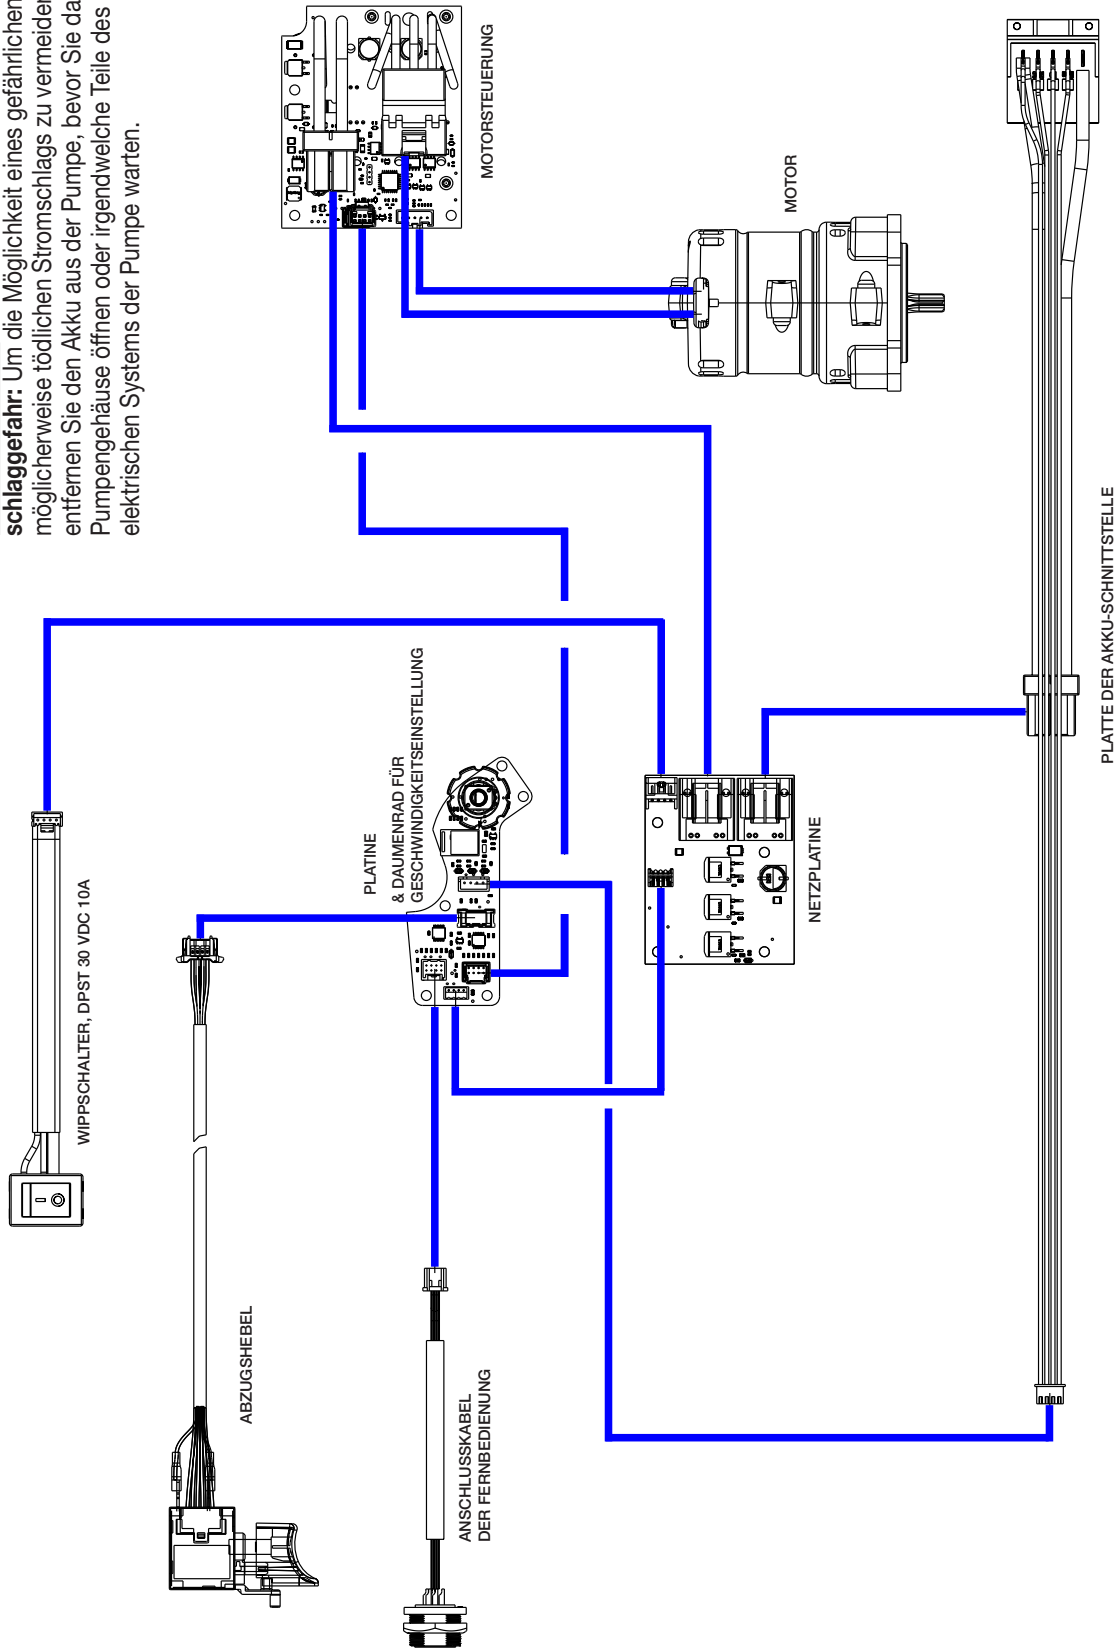 schlaggefahr: Um die Möglichkeit eines gefährlichen
möglicherweise tödlichen Stromschlags zu vermeiden
entfernen Sie den Akku aus der Pumpe, bevor Sie da
Pumpengehäuse öffnen oder irgendwelche Teile des
elektrischen Systems der Pumpe warten.
WIPPSCHALTER, DPST 30 VDC 10A
ABZUGSHEBEL
ANSCHLUSSKABEL
DER FERNBEDIENUNG
PLATINE
& DAUMENRAD FÜR
GESCHWINDIGKEITSEINSTELLUNG
MOTORSTEUERUNG
MOTOR
NETZPLATINE
PLATTE DER AKKU-SCHNITTSTELLE